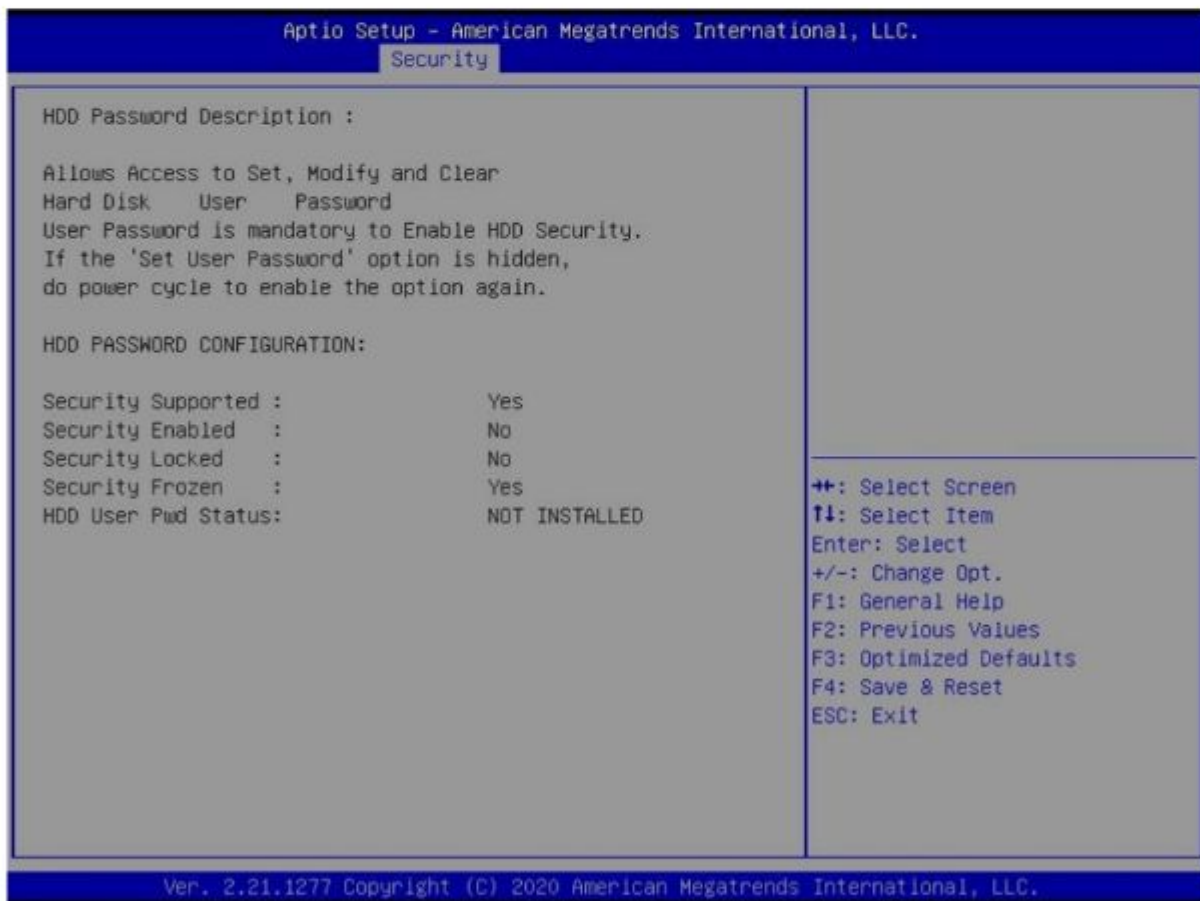 Aptio Setup - American Megatrends International, LLC.
Security
HDD Password Description :
Allows Access to Set, Modify and Clear
Hard Disk User Password
User Password is mandatory to Enable HDD Security.
If the 'Set User Password' option is hidden,
do power cycle to enable the option again.
HDD PASSWORD CONFIGURATION:
Security Supported : Yes
Security Enabled : No
Security Locked : No
Security Frozen : Yes
HDD User Pwd Status: NOT INSTALLED
→←: Select Screen
↑↓: Select Item
Enter: Select
+/-: Change Opt.
F1: General Help
F2: Previous Values
F3: Optimized Defaults
F4: Save & Reset
ESC: Exit
Ver. 2.21.1277 Copyright (C) 2020 American Megatrends International, LLC.